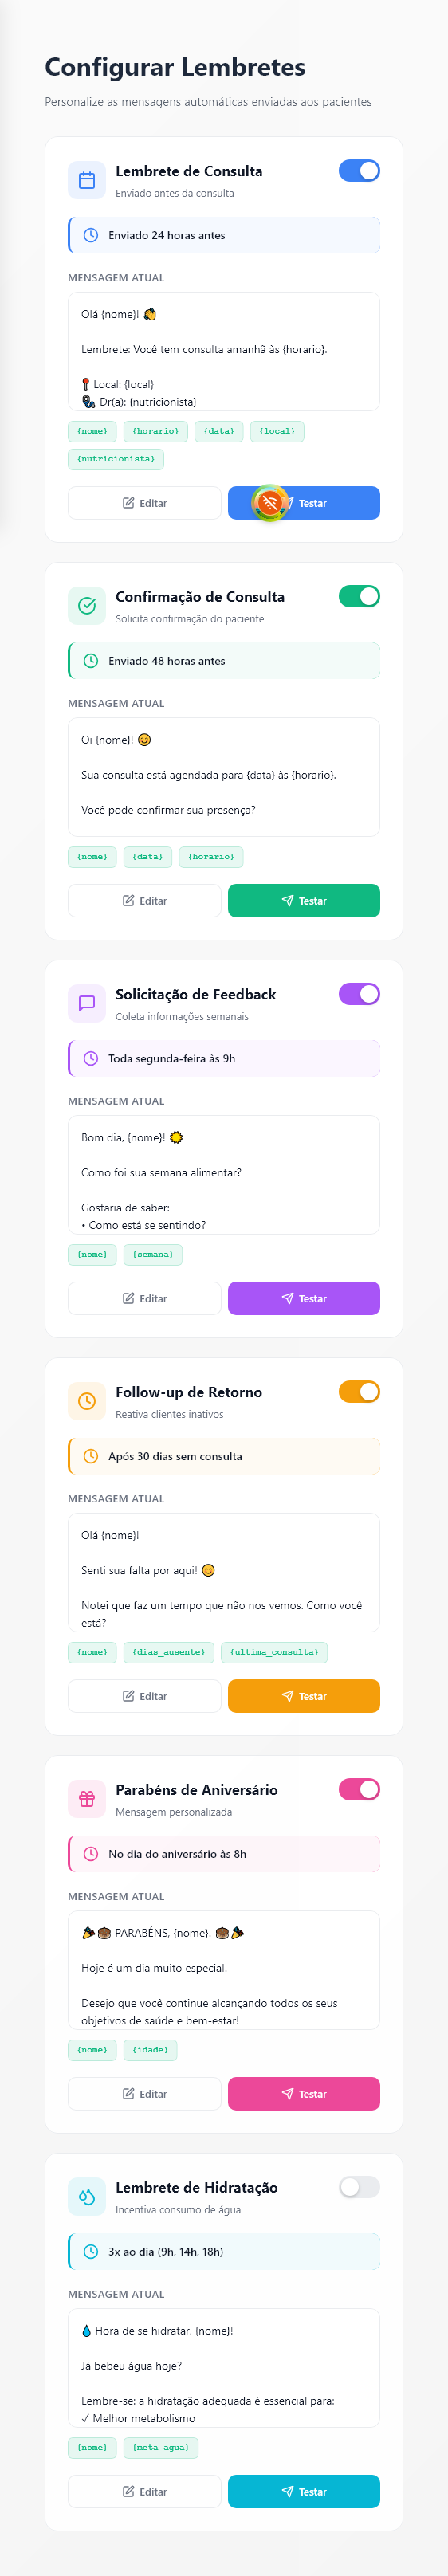 Configurar Lembretes
Personalize as mensagens automáticas enviadas aos pacientes
Lembrete de Consulta
Enviado antes da consulta
Enviado 24 horas antes
MENSAGEM ATUAL
Olá {nome}! 👋
Lembrete: Você tem consulta amanhã às {horario}.
📍 Local: {local}
👩‍⚕️ Dr(a): {nutricionista}
{nome} {horario} {data} {local}
{nutricionista}
Editar Testar
Confirmação de Consulta
Solicita confirmação do paciente
Enviado 48 horas antes
MENSAGEM ATUAL
Oi {nome}! 😊
Sua consulta está agendada para {data} às {horario}.
Você pode confirmar sua presença?
{nome} {data} {horario}
Editar Testar
Solicitação de Feedback
Coleta informações semanais
Toda segunda-feira às 9h
MENSAGEM ATUAL
Bom dia, {nome}! 🌞
Como foi sua semana alimentar?
Gostaria de saber:
• Como está se sentindo?
{nome} {semana}
Editar Testar
Follow-up de Retorno
Reativa clientes inativos
Após 30 dias sem consulta
MENSAGEM ATUAL
Olá {nome}!
Senti sua falta por aqui! 😊
Notei que faz um tempo que não nos vemos. Como você
está?
{nome} {dias_ausente} {ultima_consulta}
Editar Testar
Parabéns de Aniversário
Mensagem personalizada
No dia do aniversário às 8h
MENSAGEM ATUAL
🎉🎂 PARABÉNS, {nome}! 🎂🎉
Hoje é um dia muito especial!
Desejo que você continue alcançando todos os seus
objetivos de saúde e bem-estar!
{nome} {idade}
Editar Testar
Lembrete de Hidratação
Incentiva consumo de água
3x ao dia (9h, 14h, 18h)
MENSAGEM ATUAL
💧 Hora de se hidratar, {nome}!
Já bebeu água hoje?
Lembre-se: a hidratação adequada é essencial para:
✓ Melhor metabolismo
{nome} {meta_agua}
Editar Testar